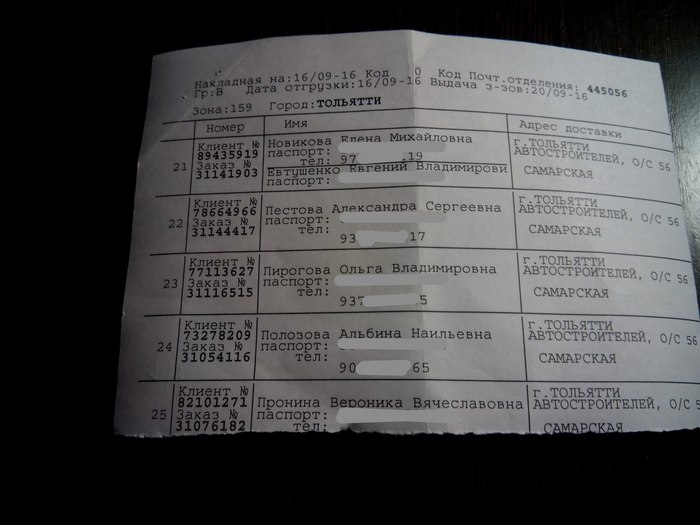 Накладная на:16/09-16 Код 0 Код Почт.отделения: 445056
Гр:В Дата отгрузки:16/09-16 Выдача з-зов:20/09-16
Зона:159 Город:ТОЛЬЯТТИ
Номер Имя Адрес доставки
21 Клиент № 89435919 Заказ № 31141903
Новикова Елена Михайловна
паспорт:
тел: 97 .19
Евтушенко Евгений Владимирови
паспорт:
г.ТОЛЬЯТТИ
АВТОСТРОИТЕЛЕЙ, О/С 56
САМАРСКАЯ
22 Клиент № 78664966 Заказ № 31144417
Пестова Александра Сергеевна
паспорт:
тел:
93 17
г.ТОЛЬЯТТИ
АВТОСТРОИТЕЛЕЙ, О/С 56
САМАРСКАЯ
23 Клиент № 77113627 Заказ № 31116515
Пирогова Ольга Владимировна
паспорт:
тел:
937 5
г.ТОЛЬЯТТИ
АВТОСТРОИТЕЛЕЙ, О/С 56
САМАРСКАЯ
24 Клиент № 73278209 Заказ № 31054116
Полозова Альбина Наильевна
паспорт:
тел:
90 65
г.ТОЛЬЯТТИ
АВТОСТРОИТЕЛЕЙ, О/С 56
САМАРСКАЯ
25 Клиент № 82101271 Заказ № 31076182
Пронина Вероника Вячеславовна
паспорт:
тел:
г.ТОЛЬЯТТИ
АВТОСТРОИТЕЛЕЙ, О/С 5
САМАРСКАЯ